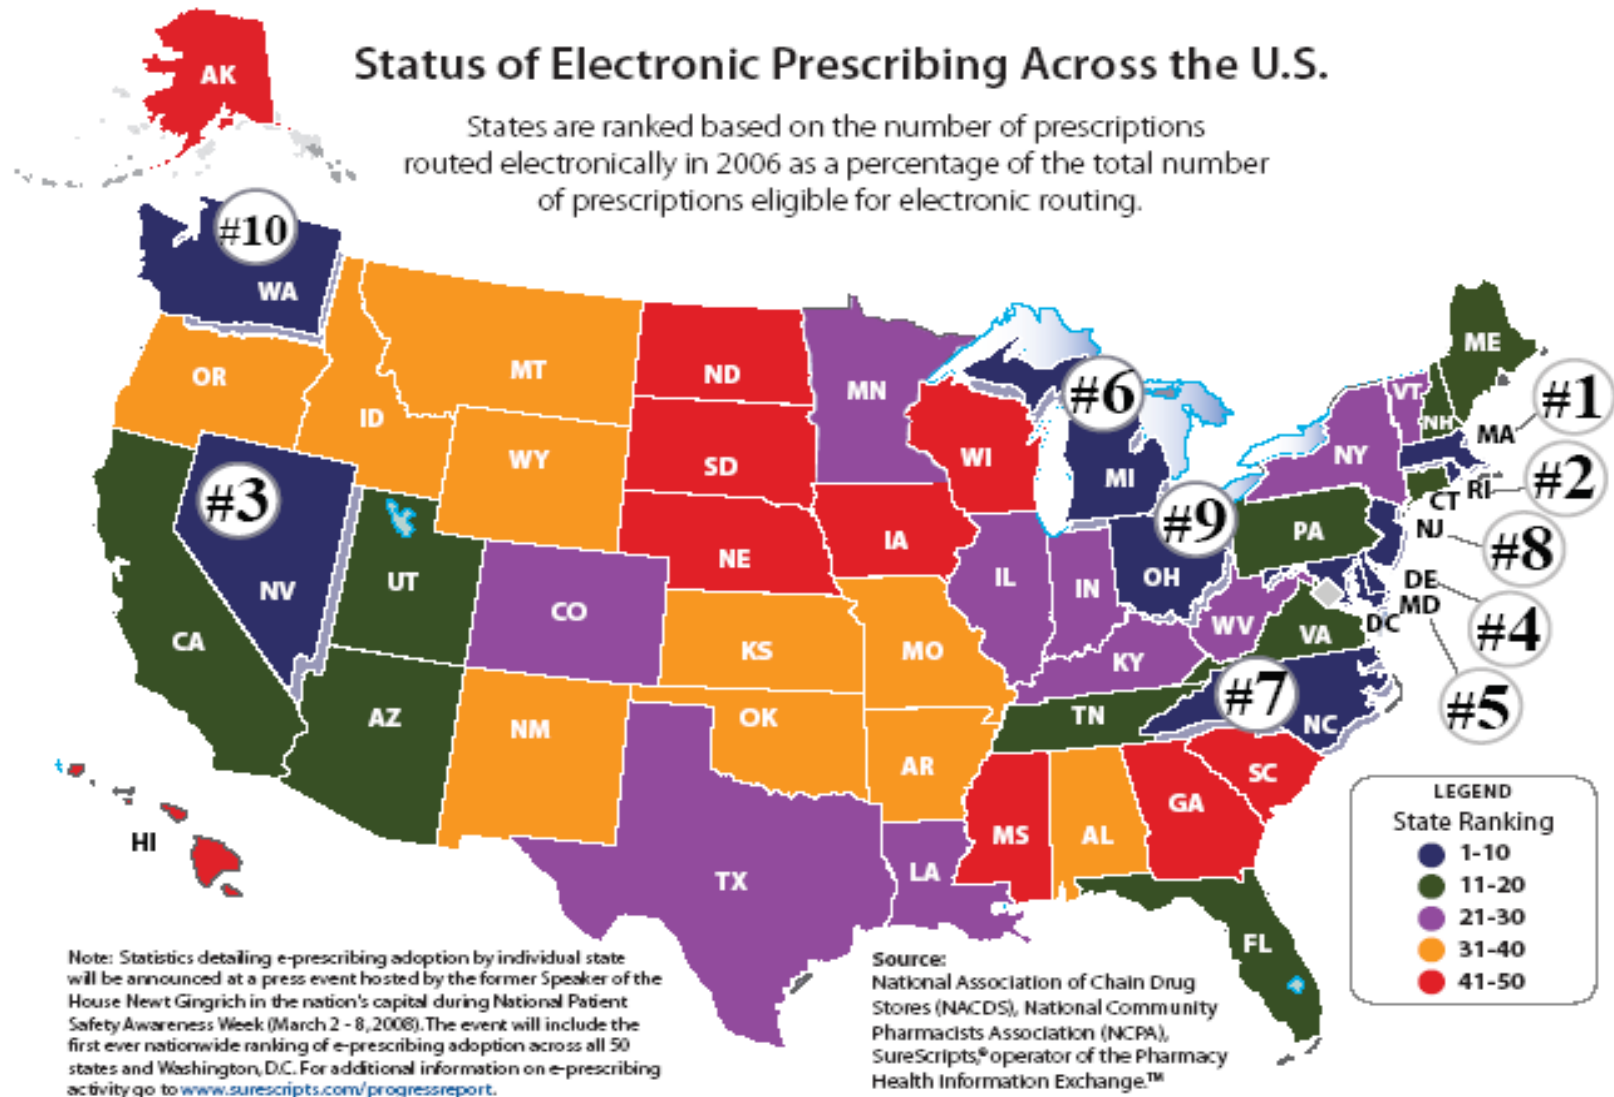 Status of Electronic Prescribing Across the U.S.
States are ranked based on the number of prescriptions
routed electronically in 2006 as a percentage of the total number
of prescriptions eligible for electronic routing.
AK
#10
WA
OR
MT
ID
WY
ND
SD
NE
MN
WI
IA
#6
MI
#9
OH
ME
VT
NH
NY
MA
#1
RI
#2
CT
NJ
#8
PA
DE
#4
MD
#5
DC
#3
NV
UT
CA
CO
KS
MO
IL
IN
WV
VA
KY
#7
NC
TN
AZ
NM
OK
AR
SC
GA
MS
AL
TX
LA
FL
HI
LEGEND
State Ranking
1-10
11-20
21-30
31-40
41-50
Note: Statistics detailing e-prescribing adoption by individual state
will be announced at a press event hosted by the former Speaker of the
House Newt Gingrich in the nation's capital during National Patient
Safety Awareness Week (March 2 - 8, 2008). The event will include the
first ever nationwide ranking of e-prescribing adoption across all 50
states and Washington, D.C. For additional information on e-prescribing
activity go to www.surescripts.com/progressreport.
Source:
National Association of Chain Drug
Stores (NACDS), National Community
Pharmacists Association (NCPA),
SureScripts,® operator of the Pharmacy
Health Information Exchange.™